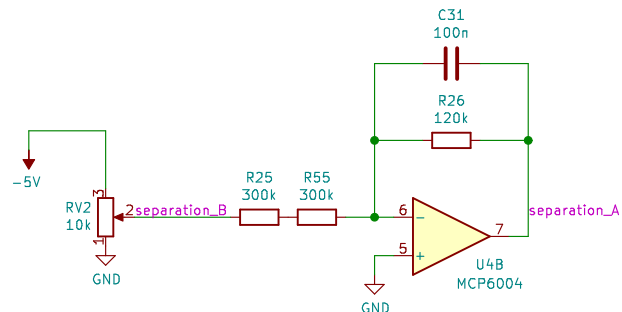 C31
100n
R26
120k
-5V
3
RV2
10k
2
separation_B
1
GND
R25
300k
R55
300k
6
-
5
+
7
separation_A
U4B
MCP6004
GND